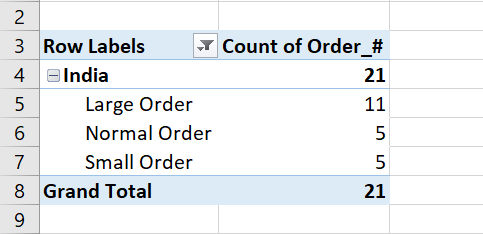 2
3 Row Labels Count of Order_#
4 India 21
5 Large Order 11
6 Normal Order 5
7 Small Order 5
8 Grand Total 21
9